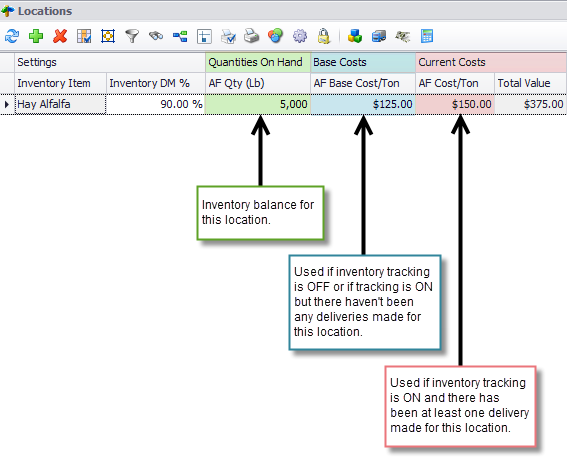 Locations
Settings Quantities On Hand Base Costs Current Costs
Inventory Item Inventory DM % AF Qty (Lb) AF Base Cost/Ton AF Cost/Ton Total Value
Hay Alfalfa 90.00 % 5,000 $125.00 $150.00 $375.00
Inventory balance for
this location.
Used if inventory tracking
is OFF or if tracking is ON
but there haven't been
any deliveries made for
this location.
Used if inventory tracking
is ON and there has
been at least one delivery
made for this location.